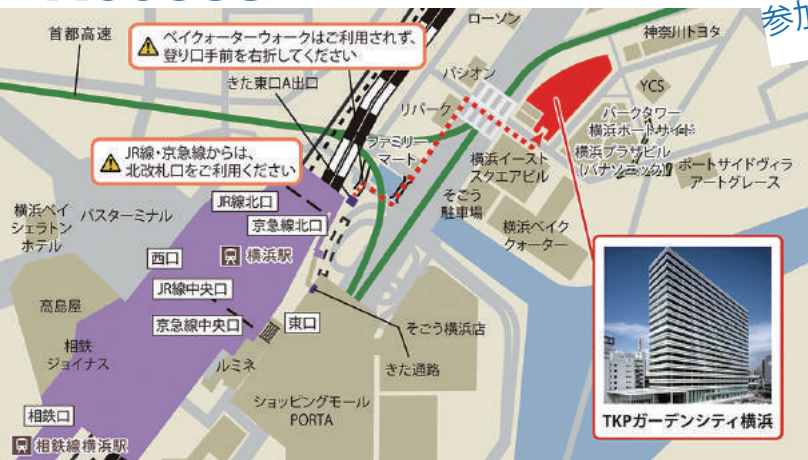 参加
首都高速
ベイクォーターウォークはご利用されず、
登り口手前を右折してください
きた東口A出口
ローソン
神奈川トヨタ
パシオン
リバーク
YCS
パークタワー
横浜ポートサイド
ファミリー
マート
横浜イースト
スクエアビル
横浜プラザビル
(パナソニック)
ポートサイドヴィラ
アートグレース
JR線・京急線からは、
北改札口をご利用ください
そごう
駐車場
横浜ベイク
クォーター
横浜ベイ
シェラトン
ホテル
バスターミナル
JR線北口
京急線北口
西口
横浜駅
JR線中央口
京急線中央口
東口
高島屋
相鉄
ジョイナス
ルミネ
そごう横浜店
きた通路
ショッピングモール
PORTA
相鉄口
相鉄線横浜駅
TKPガーデンシティ横浜